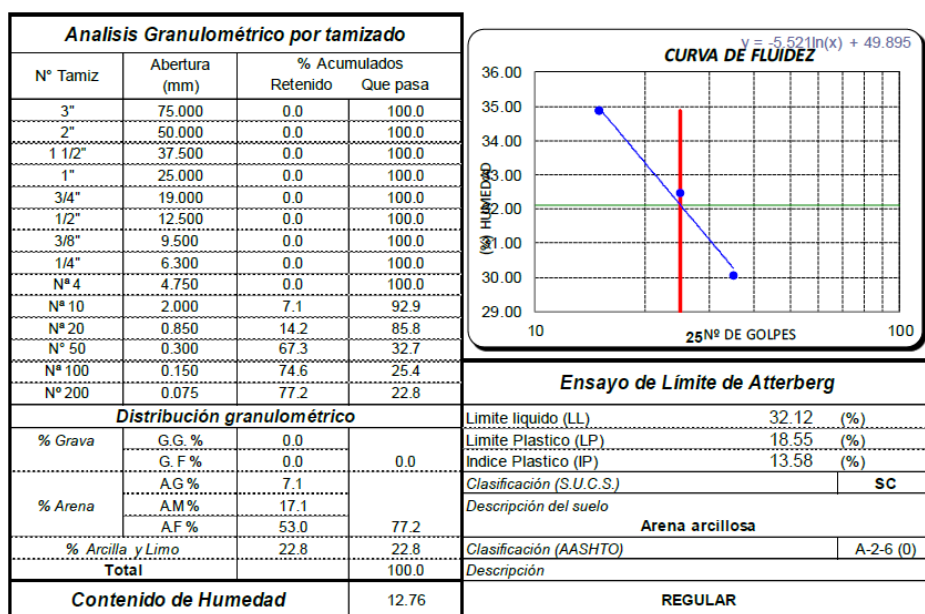 Analisis Granulométrico por tamizado
N° Tamiz Abertura (mm) % Acumulados
Retenido Que pasa
3" 75.000 0.0 100.0
2" 50.000 0.0 100.0
1 1/2" 37.500 0.0 100.0
1" 25.000 0.0 100.0
3/4" 19.000 0.0 100.0
1/2" 12.500 0.0 100.0
3/8" 9.500 0.0 100.0
1/4" 6.300 0.0 100.0
Nª 4 4.750 0.0 100.0
Nª 10 2.000 7.1 92.9
Nª 20 0.850 14.2 85.8
N° 50 0.300 67.3 32.7
Nª 100 0.150 74.6 25.4
Nº 200 0.075 77.2 22.8
Distribución granulométrico
% Grava G.G. % 0.0
G. F % 0.0 0.0
% Arena A.G % 7.1
A.M % 17.1
A.F % 53.0 77.2
% Arcilla y Limo 22.8 22.8
Total 100.0
Contenido de Humedad 12.76
y = -5.521ln(x) + 49.895
CURVA DE FLUIDEZ
(%) HUMEDAD
36.00
35.00
34.00
33.00
32.00
31.00
30.00
29.00
10 100
25 Nº DE GOLPES
Ensayo de Límite de Atterberg
Limite liquido (LL) 32.12 (%)
Limite Plastico (LP) 18.55 (%)
Indice Plastico (IP) 13.58 (%)
Clasificación (S.U.C.S.) SC
Descripción del suelo
Arena arcillosa
Clasificación (AASHTO) A-2-6 (0)
Descripción
REGULAR